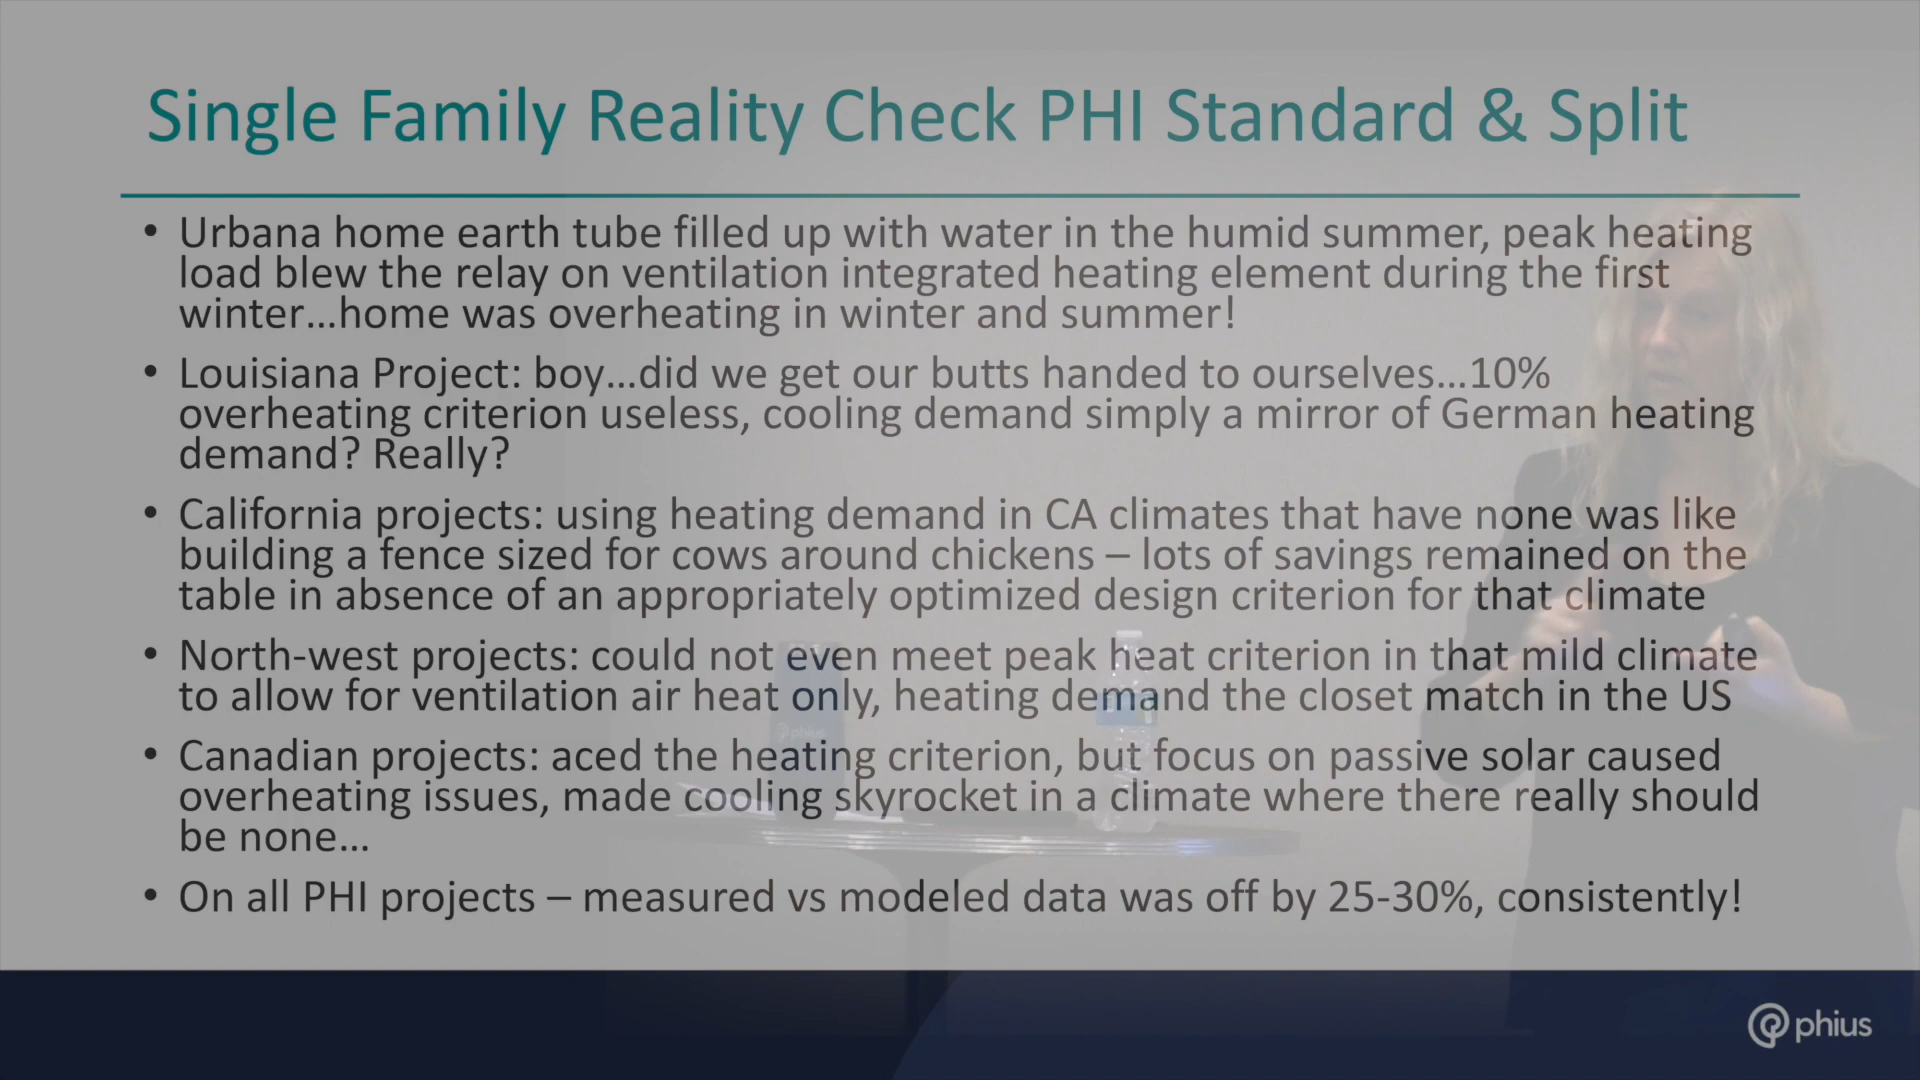 Single Family Reality Check PHI Standard & Split
• Urbana home earth tube filled up with water in the humid summer, peak heating
load blew the relay on ventilation integrated heating element during the first
winter…home was overheating in winter and summer!
• Louisiana Project: boy…did we get our butts handed to ourselves…10%
overheating criterion useless, cooling demand simply a mirror of German heating
demand? Really?
• California projects: using heating demand in CA climates that have none was like
building a fence sized for cows around chickens – lots of savings remained on the
table in absence of an appropriately optimized design criterion for that climate
• North-west projects: could not even meet peak heat criterion in that mild climate
to allow for ventilation air heat only, heating demand the closet match in the US
phius
• Canadian projects: aced the heating criterion, but focus on passive solar caused
overheating issues, made cooling skyrocket in a climate where there really should
be none…
• On all PHI projects – measured vs modeled data was off by 25-30%, consistently!
phius